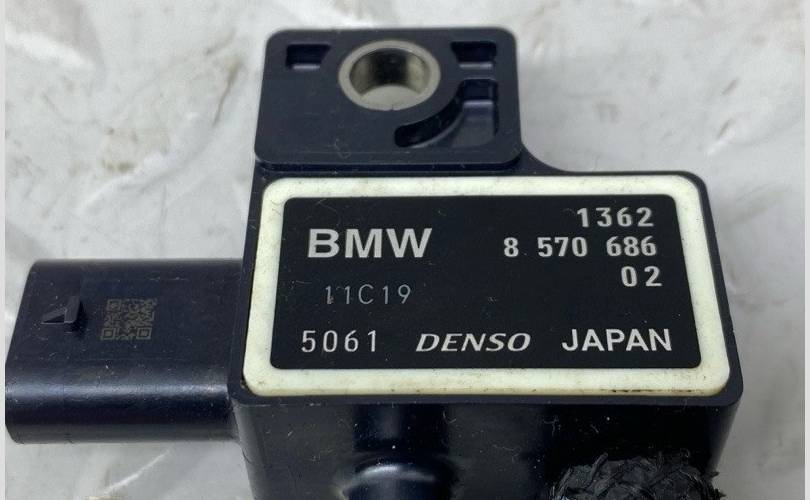 1362
BMW 8 570 686
02
11C19
5061 DENSO JAPAN